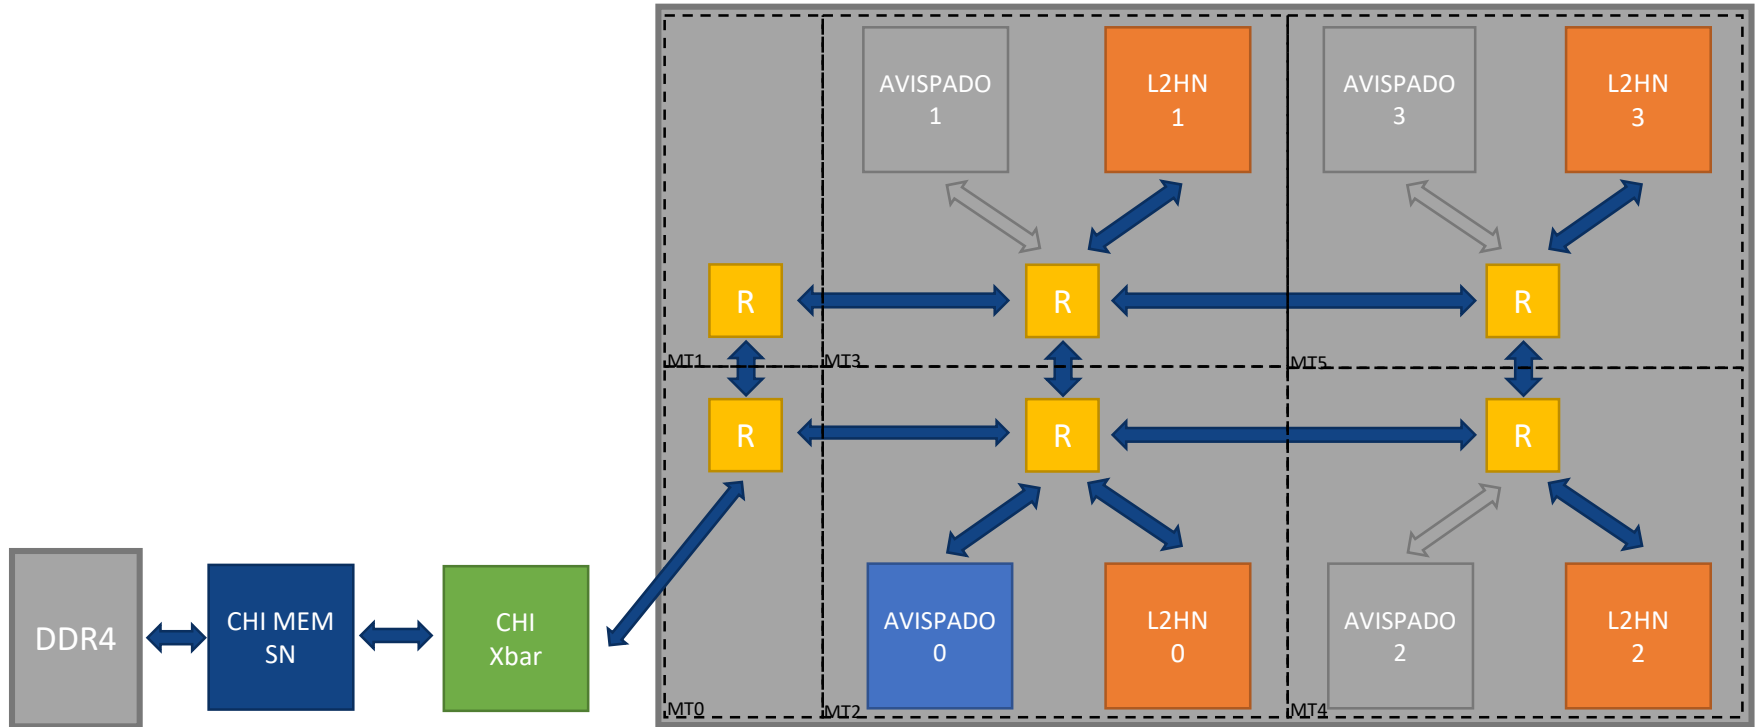 AVISPADO
1
L2HN
1
AVISPADO
3
L2HN
3
R
R
R
MT1
MT3
MT5
R
R
R
DDR4
CHI MEM
SN
CHI
Xbar
AVISPADO
0
L2HN
0
AVISPADO
2
L2HN
2
MT0
MT2
MT4